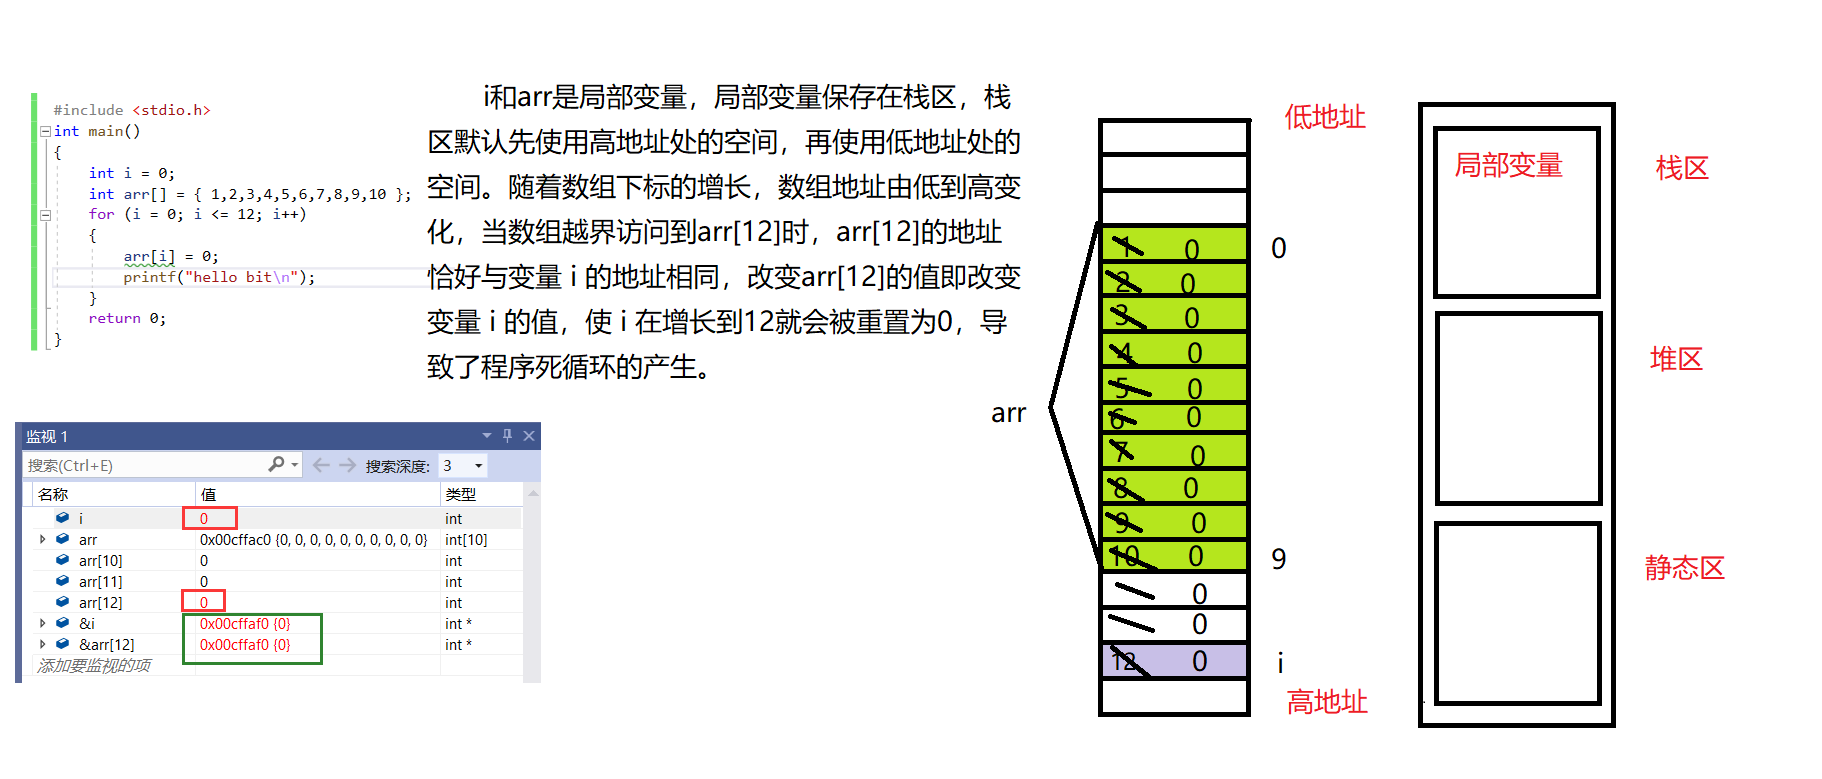 #include <stdio.h>
int main()
{
int i = 0;
int arr[] = { 1,2,3,4,5,6,7,8,9,10 };
for (i = 0; i <= 12; i++)
{
arr[i] = 0;
printf("hello bit\n");
}
return 0;
}
i和arr是局部变量，局部变量保存在栈区，栈
区默认先使用高地址处的空间，再使用低地址处的
空间。随着数组下标的增长，数组地址由低到高变
化，当数组越界访问到arr[12]时，arr[12]的地址
恰好与变量 i 的地址相同，改变arr[12]的值即改变
变量 i 的值，使 i 在增长到12就会被重置为0，导
致了程序死循环的产生。
监视 1
搜索(Ctrl+E) 搜索深度: 3
名称 值 类型
i 0 int
arr 0x00cffac0 {0, 0, 0, 0, 0, 0, 0, 0, 0, 0} int[10]
arr[10] 0 int
arr[11] 0 int
arr[12] 0 int
&i 0x00cffaf0 {0} int *
&arr[12] 0x00cffaf0 {0} int *
添加要监视的项
arr
低地址
1 0 0
2 0
3 0
4 0
5 0
6 0
7 0
8 0
9 0
10 0 9
0
0
12 0 i
高地址
局部变量
栈区
堆区
静态区